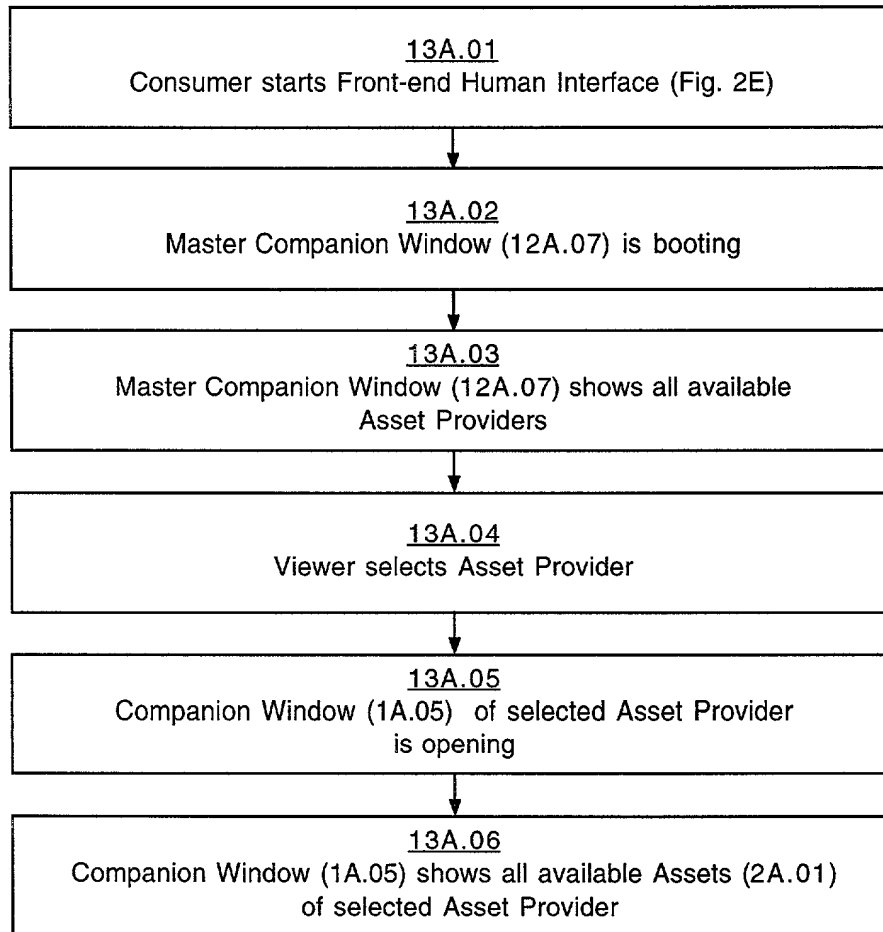 13A.01
Consumer starts Front-end Human Interface (Fig. 2E)
13A.02
Master Companion Window (12A.07) is booting
13A.03
Master Companion Window (12A.07) shows all available
Asset Providers
13A.04
Viewer selects Asset Provider
13A.05
Companion Window (1A.05) of selected Asset Provider
is opening
13A.06
Companion Window (1A.05) shows all available Assets (2A.01)
of selected Asset Provider